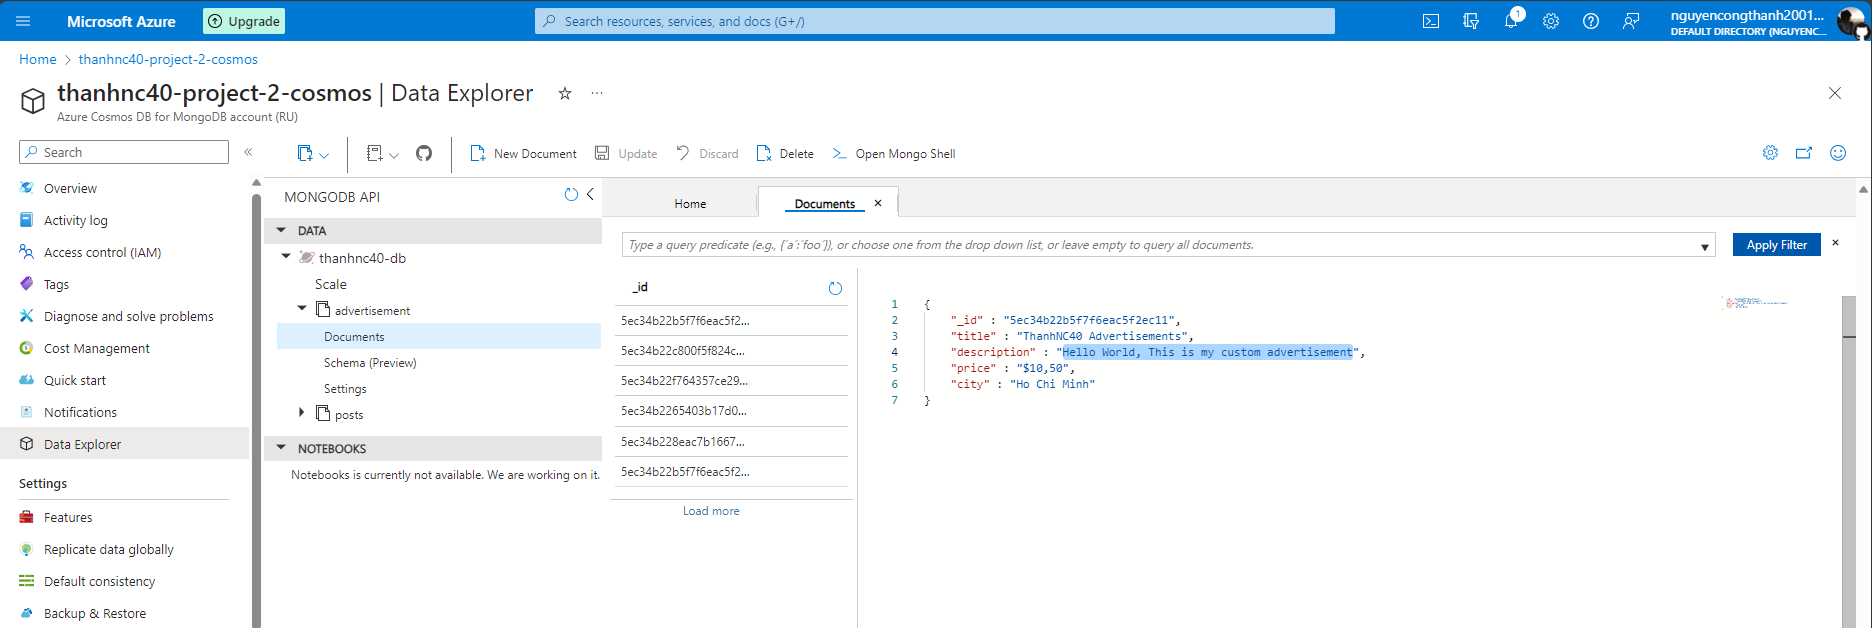 Microsoft Azure
Upgrade
Search resources, services, and docs (G+/)
1
nguyencongthanh2001...
DEFAULT DIRECTORY (NGUYENC...
Home > thanhnc40-project-2-cosmos
thanhnc40-project-2-cosmos | Data Explorer
Azure Cosmos DB for MongoDB account (RU)
Search
Overview
Activity log
Access control (IAM)
Tags
Diagnose and solve problems
Cost Management
Quick start
Notifications
Data Explorer
Settings
Features
Replicate data globally
Default consistency
Backup & Restore
New Document
Update
Discard
Delete
Open Mongo Shell
MONGODB API
DATA
thanhnc40-db
Scale
advertisement
Documents
Schema (Preview)
Settings
posts
NOTEBOOKS
Notebooks is currently not available. We are working on it.
Home
Documents
Type a query predicate (e.g., {´a´:´foo´}), or choose one from the drop down list, or leave empty to query all documents.
Apply Filter
_id
5ec34b22b5f7f6eac5f2...
5ec34b22c800f5f824c...
5ec34b22f764357ce29...
5ec34b2265403b17d0...
5ec34b228eac7b1667...
5ec34b22b5f7f6eac5f2...
Load more
1 {
2 "_id" : "5ec34b22b5f7f6eac5f2ec11",
3 "title" : "ThanhNC40 Advertisements",
4 "description" : "Hello World, This is my custom advertisement",
5 "price" : "$10,50",
6 "city" : "Ho Chi Minh"
7 }